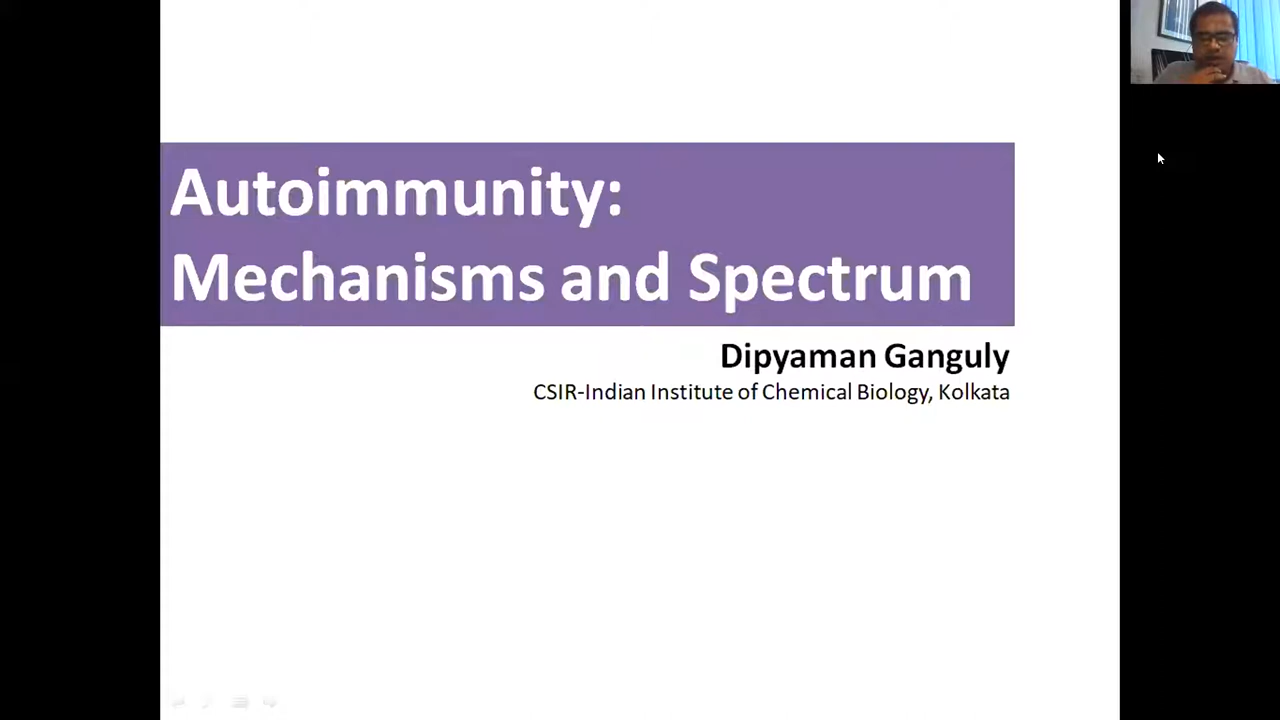 Autoimmunity:
Mechanisms and Spectrum
Dipyaman Ganguly
CSIR-Indian Institute of Chemical Biology, Kolkata